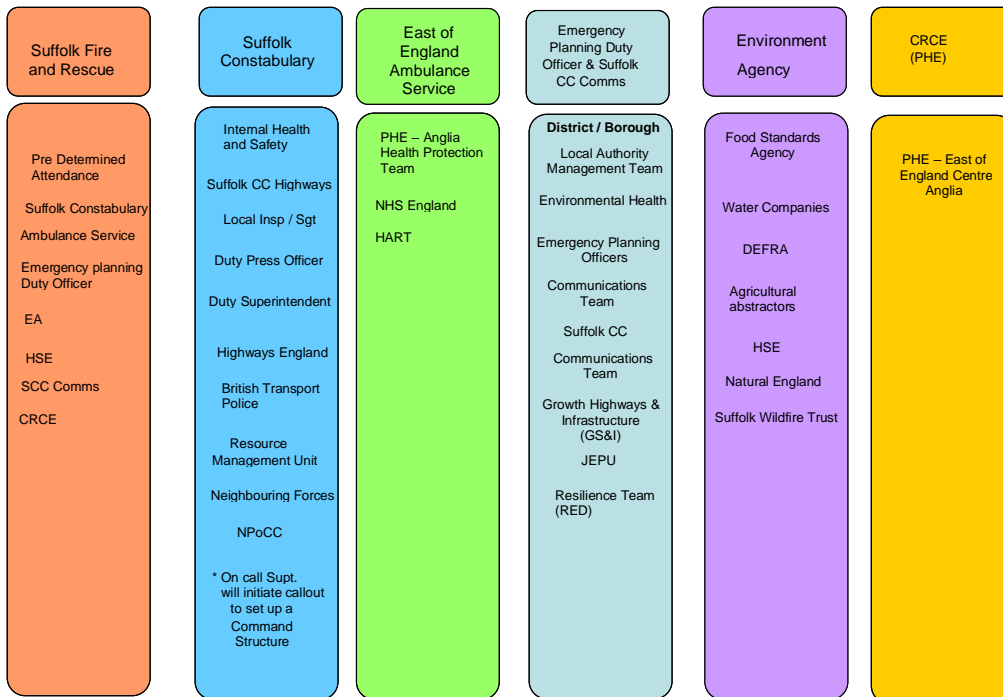 Suffolk Fire
and Rescue
Suffolk
Constabulary
East of
England
Ambulance
Service
Emergency
Planning Duty
Officer & Suffolk
CC Comms
Environment
Agency
CRCE
(PHE)
Pre Determined
Attendance
Suffolk Constabulary
Ambulance Service
Emergency planning
Duty Officer
EA
HSE
SCC Comms
CRCE
Internal Health
and Safety
Suffolk CC Highways
Local Insp / Sgt
Duty Press Officer
Duty Superintendent
Highways England
British Transport
Police
Resource
Management Unit
Neighbouring Forces
NPoCC
* On call Supt.
will initiate callout
to set up a
Command
Structure
PHE – Anglia
Health Protection
Team
NHS England
HART
District / Borough
Local Authority
Management Team
Environmental Health
Emergency Planning
Officers
Communications
Team
Suffolk CC
Communications
Team
Growth Highways &
Infrastructure
(GS&I)
JEPU
Resilience Team
(RED)
Food Standards
Agency
Water Companies
DEFRA
Agricultural
abstractors
HSE
Natural England
Suffolk Wildfire Trust
PHE – East of
England Centre
Anglia